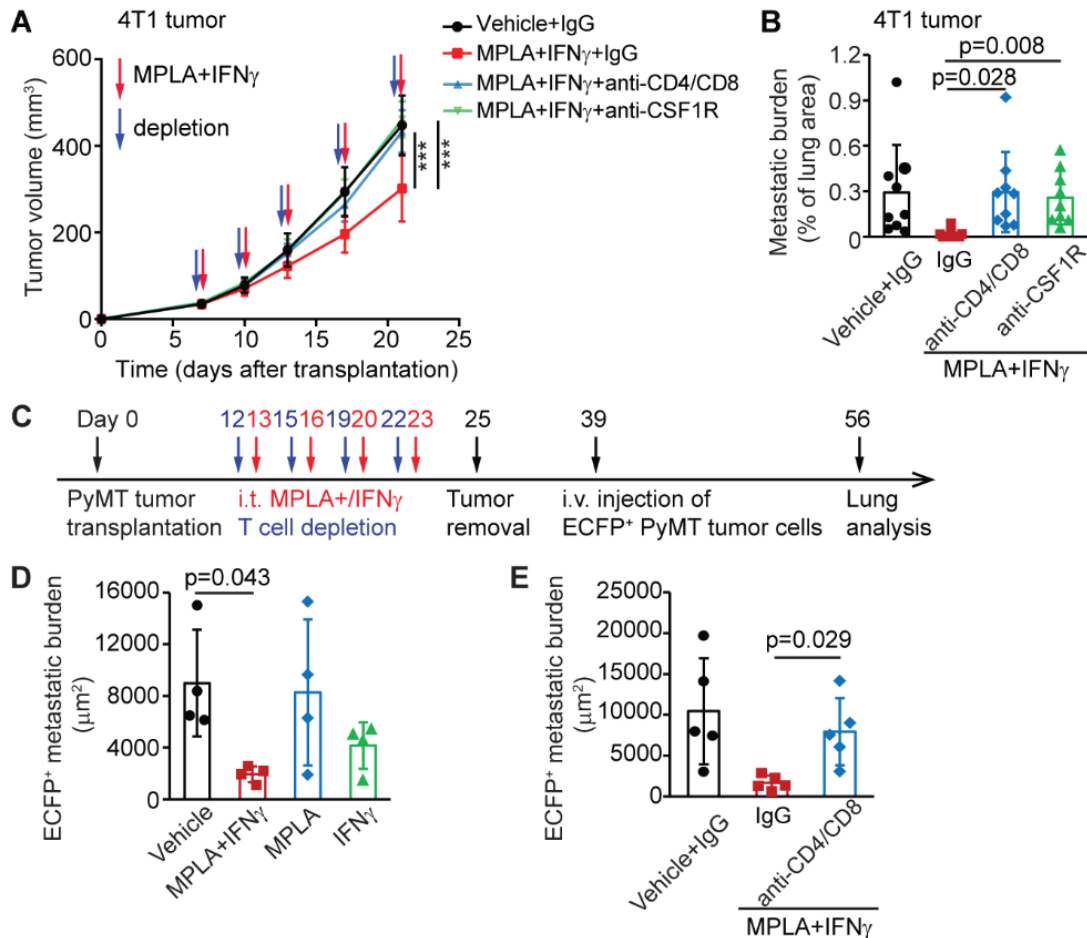 A
4T1 tumor
MPLA+IFNγ
depletion
Vehicle+IgG
MPLA+IFNγ+IgG
MPLA+IFNγ+anti-CD4/CD8
MPLA+IFNγ+anti-CSF1R
Tumor volume (mm³)
600
400
200
0
***
***
0 5 10 15 20 25
Time (days after transplantation)
B
4T1 tumor
p=0.008
p=0.028
Metastatic burden
(% of lung area)
1.2
0.9
0.6
0.3
0
Vehicle+IgG
IgG
anti-CD4/CD8
anti-CSF1R
MPLA+IFNγ
C
Day 0 12 13 15 16 19 20 22 23 25 39 56
PyMT tumor
transplantation
i.t. MPLA+/IFNγ
T cell depletion
Tumor
removal
i.v. injection of
ECFP⁺ PyMT tumor cells
Lung
analysis
D
p=0.043
ECFP⁺ metastatic burden
(μm²)
16000
12000
8000
4000
0
Vehicle
MPLA+IFNγ
MPLA
IFNγ
E
p=0.029
ECFP⁺ metastatic burden
(μm²)
25000
20000
15000
10000
5000
0
Vehicle+IgG
IgG
anti-CD4/CD8
MPLA+IFNγ